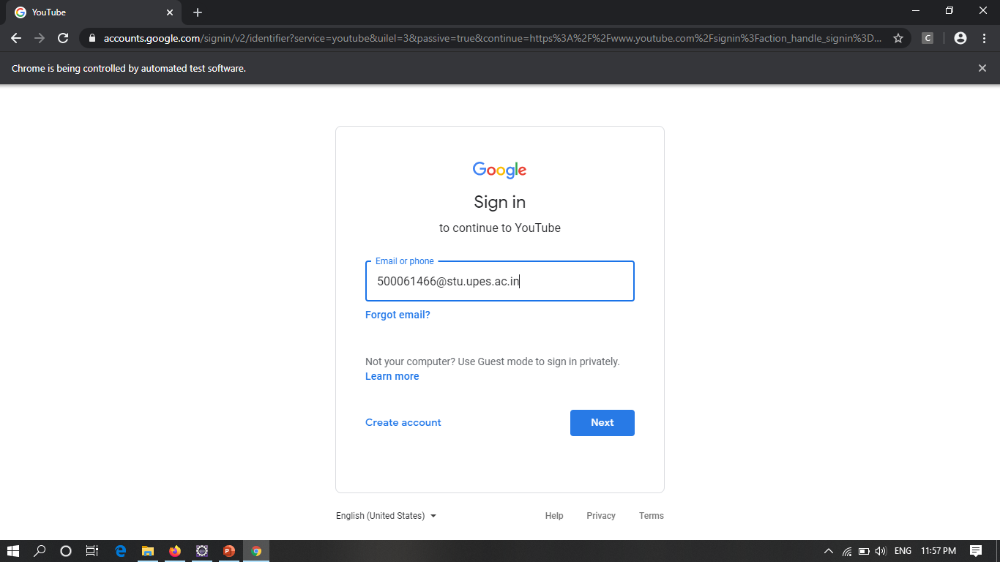 YouTube
accounts.google.com/signin/v2/identifier?service=youtube&uilel=3&passive=true&continue=https%3A%2F%2Fwww.youtube.com%2Fsignin%3Faction_handle_signin%3D...
C
Chrome is being controlled by automated test software.
Google
Sign in
to continue to YouTube
Email or phone
500061466@stu.upes.ac.in
Forgot email?
Not your computer? Use Guest mode to sign in privately.
Learn more
Create account
Next
English (United States)
Help
Privacy
Terms
ENG
11:57 PM